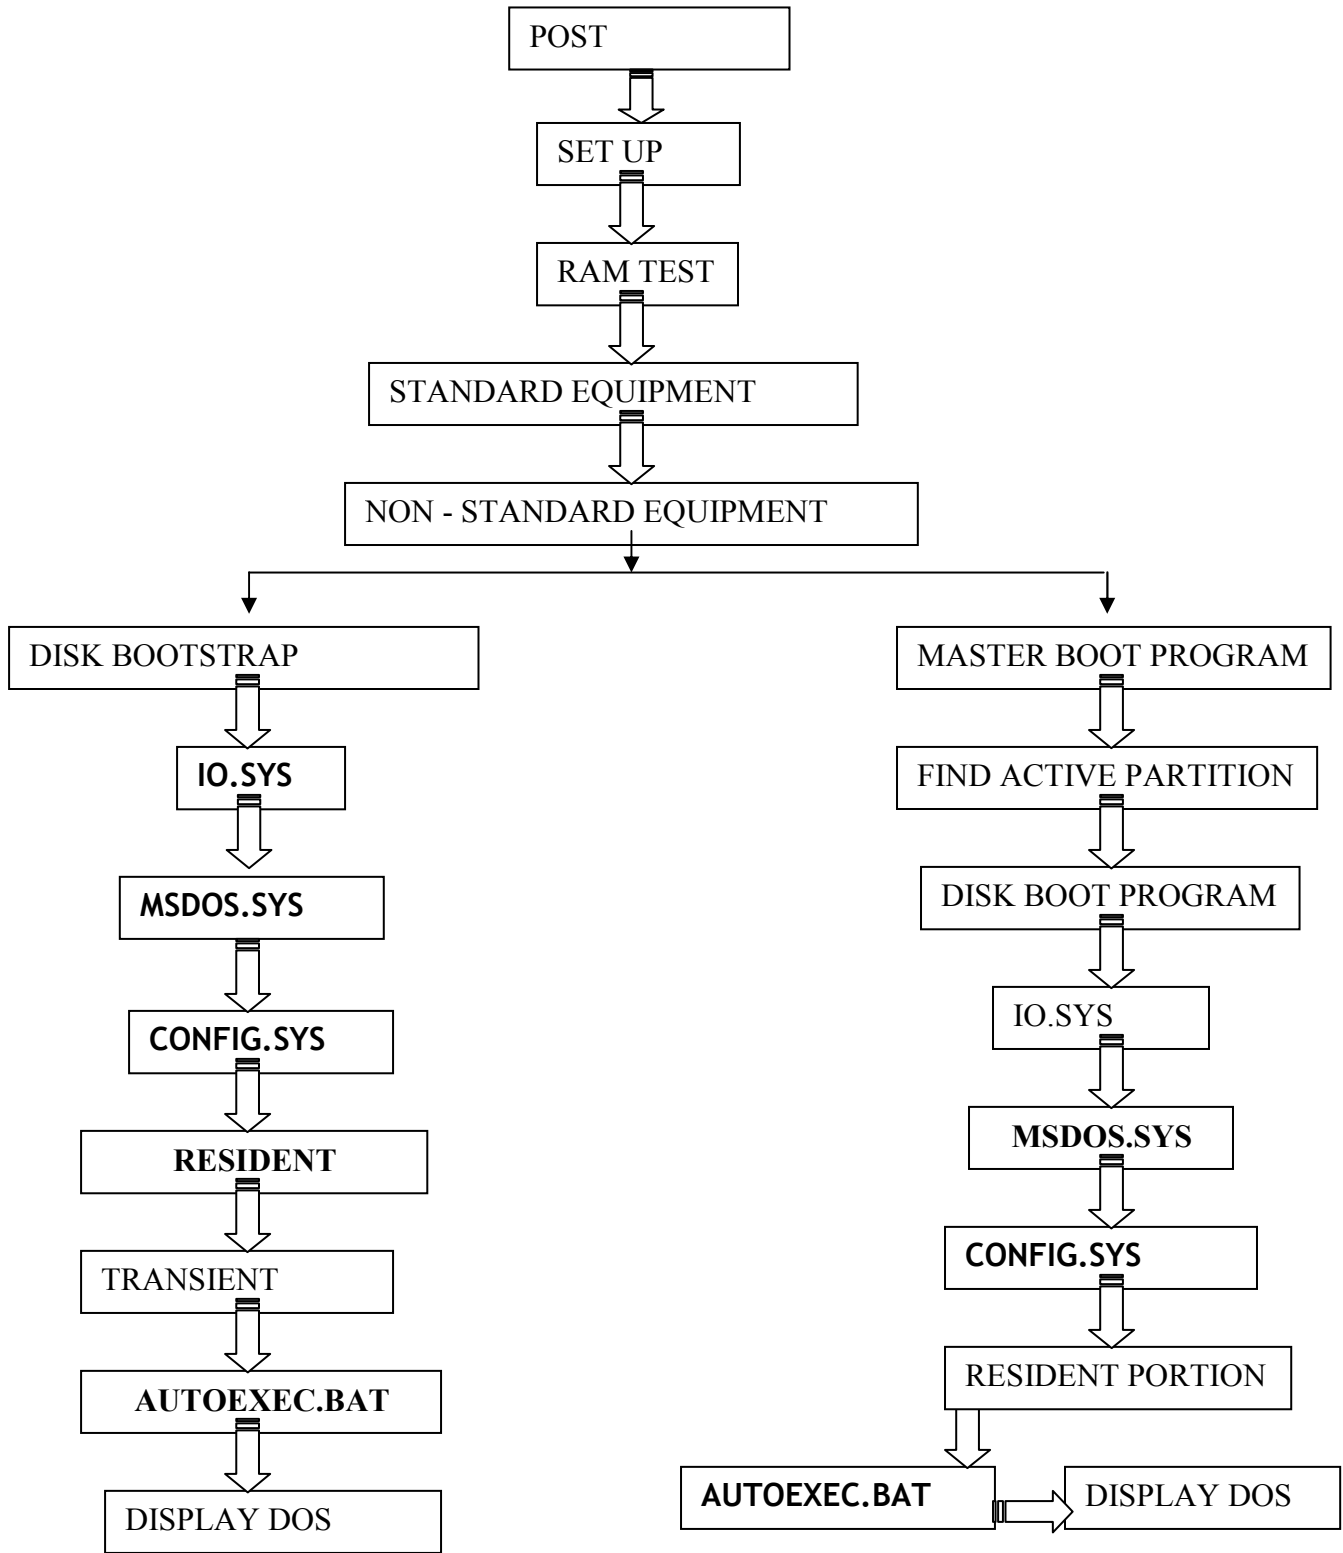 POST
SET UP
RAM TEST
STANDARD EQUIPMENT
NON - STANDARD EQUIPMENT
DISK BOOTSTRAP
IO.SYS
MSDOS.SYS
CONFIG.SYS
RESIDENT
TRANSIENT
AUTOEXEC.BAT
DISPLAY DOS
MASTER BOOT PROGRAM
FIND ACTIVE PARTITION
DISK BOOT PROGRAM
IO.SYS
MSDOS.SYS
CONFIG.SYS
RESIDENT PORTION
AUTOEXEC.BAT
DISPLAY DOS